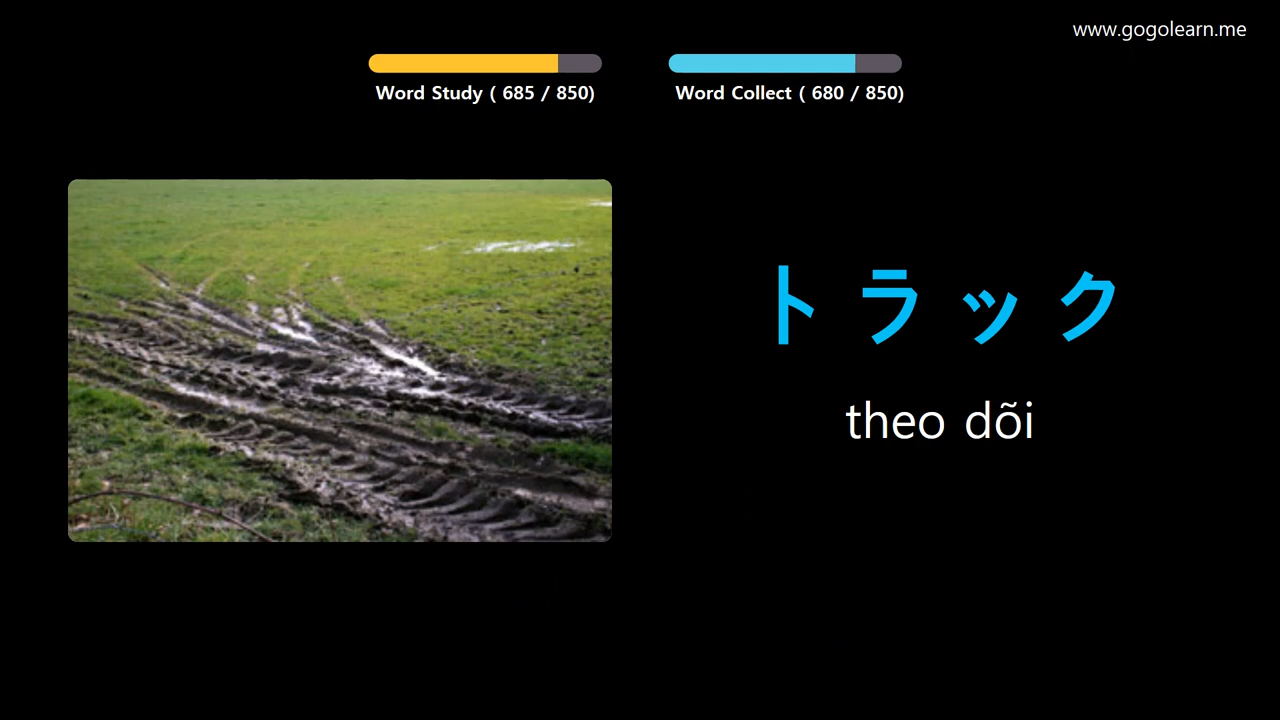 www.gogolearn.me
Word Study ( 685 / 850)
Word Collect ( 680 / 850)
トラック
theo dõi